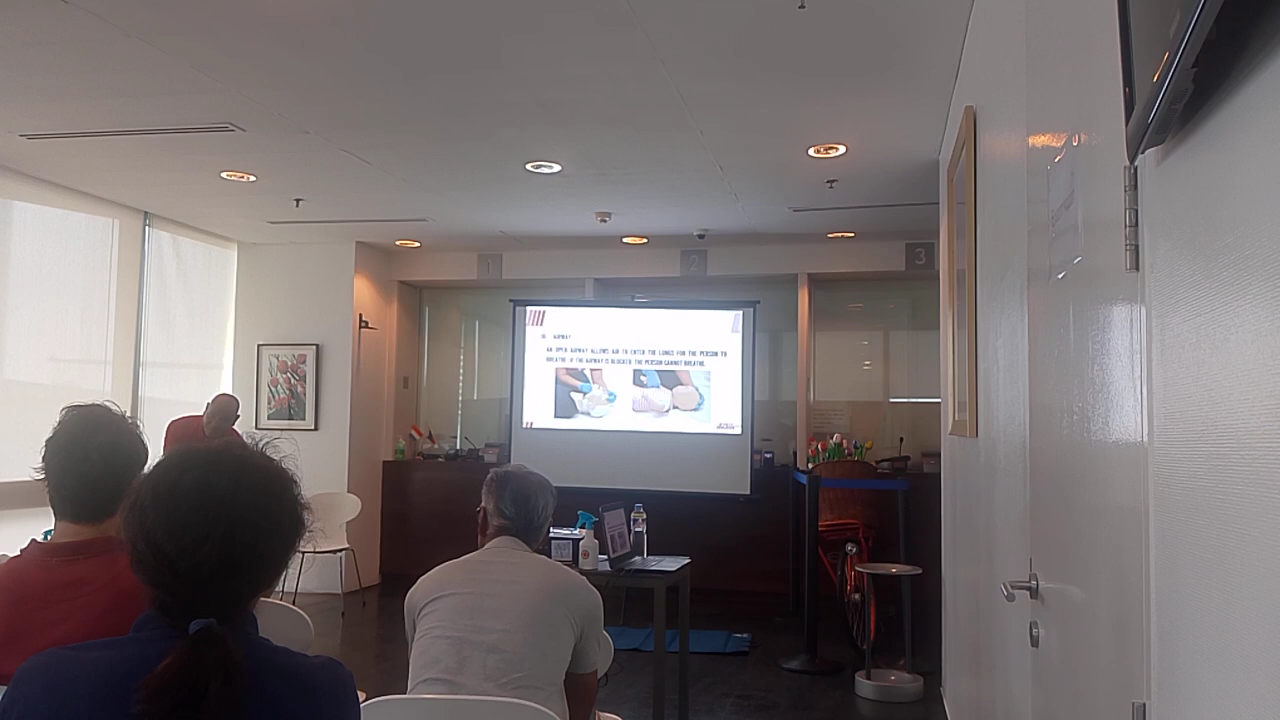 1
2
3
AIRWAY
AN OPEN AIRWAY ALLOWS AIR TO ENTER THE LUNGS FOR THE PERSON TO
BREATHE. IF THE AIRWAY IS BLOCKED, THE PERSON CANNOT BREATHE.